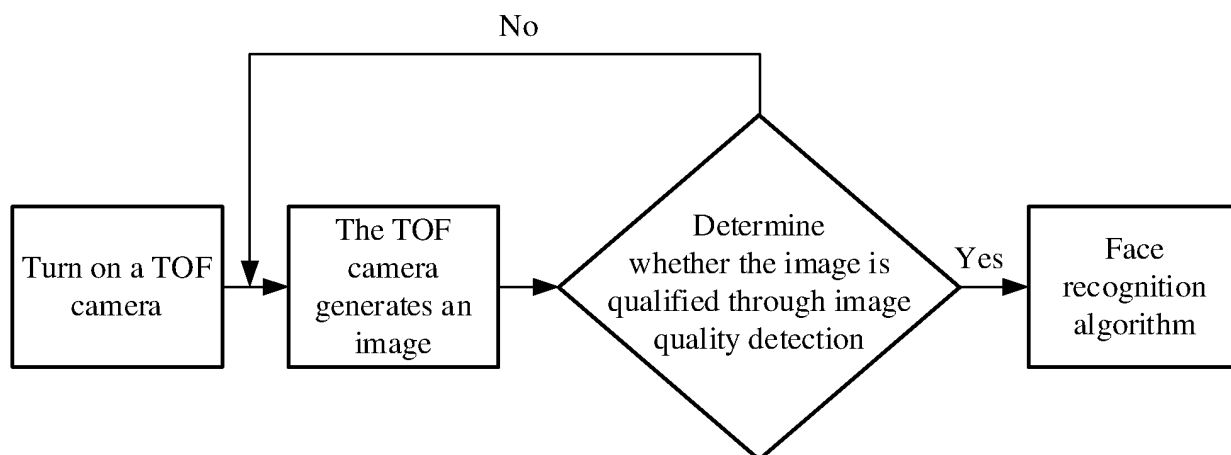 No
Turn on a TOF
camera
The TOF
camera
generates an
image
Determine
whether the image is
qualified through image
quality detection
Yes
Face
recognition
algorithm